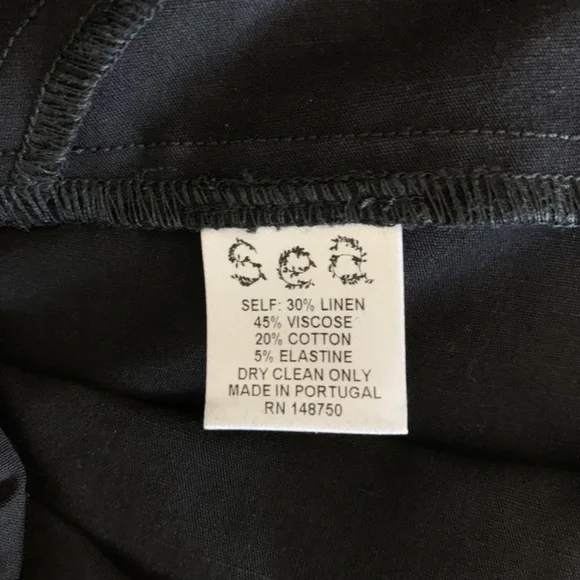 sea
SELF: 30% LINEN
45% VISCOSE
20% COTTON
5% ELASTINE
DRY CLEAN ONLY
MADE IN PORTUGAL
RN 148750